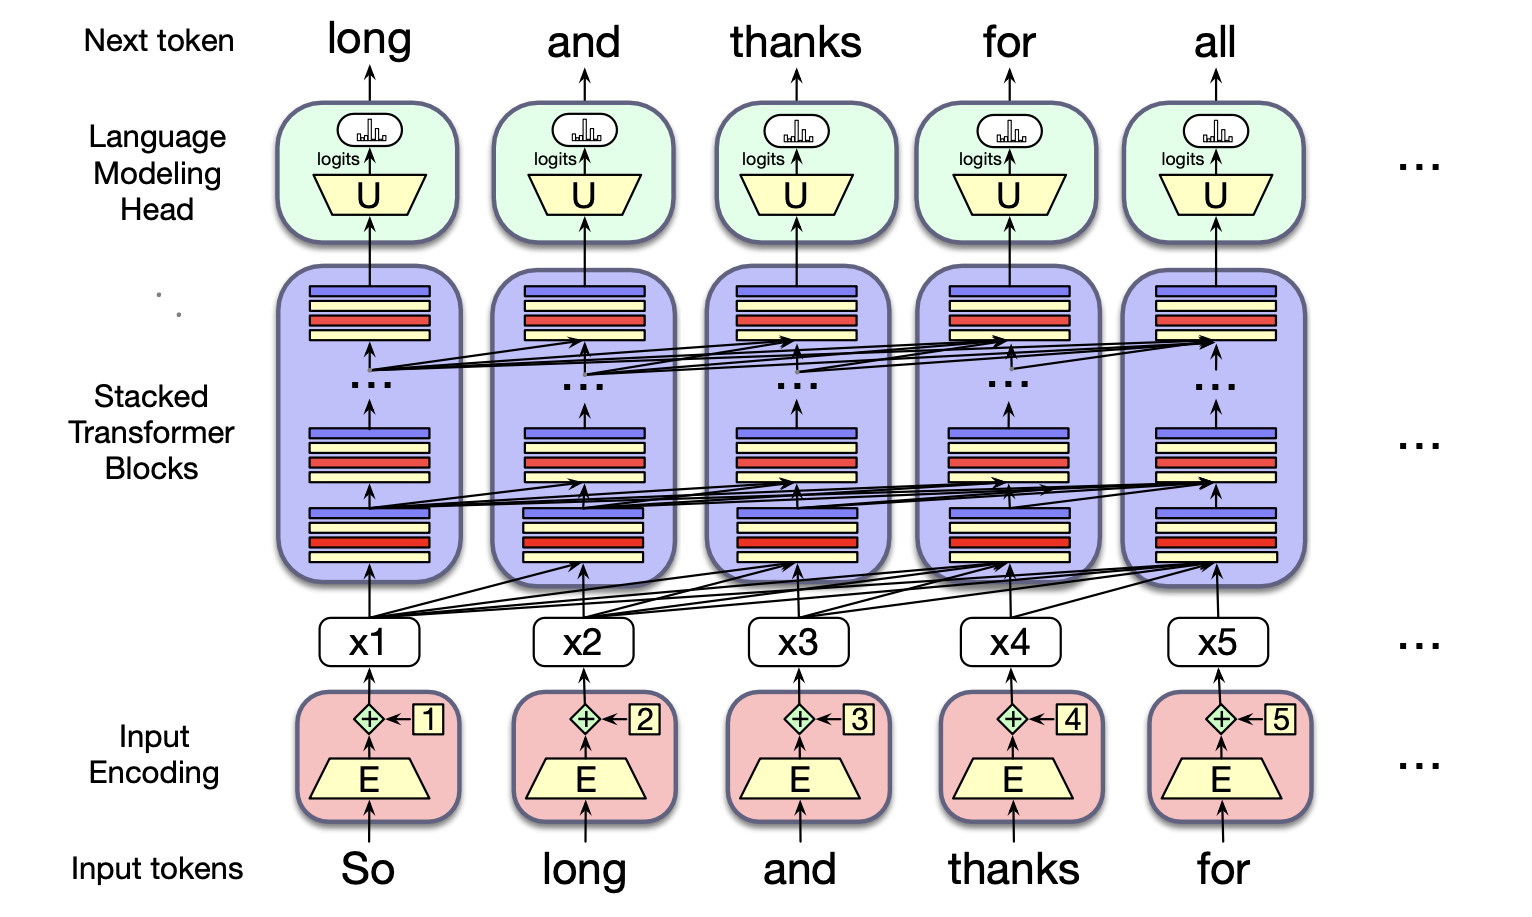 Next token
long and thanks for all
Language
Modeling
Head
logits logits logits logits logits
U U U U U
...
Stacked
Transformer
Blocks
... ... ... ... ...
...
x1 x2 x3 x4 x5
...
Input
Encoding
+ 1 + 2 + 3 + 4 + 5
E E E E E
...
Input tokens
So long and thanks for